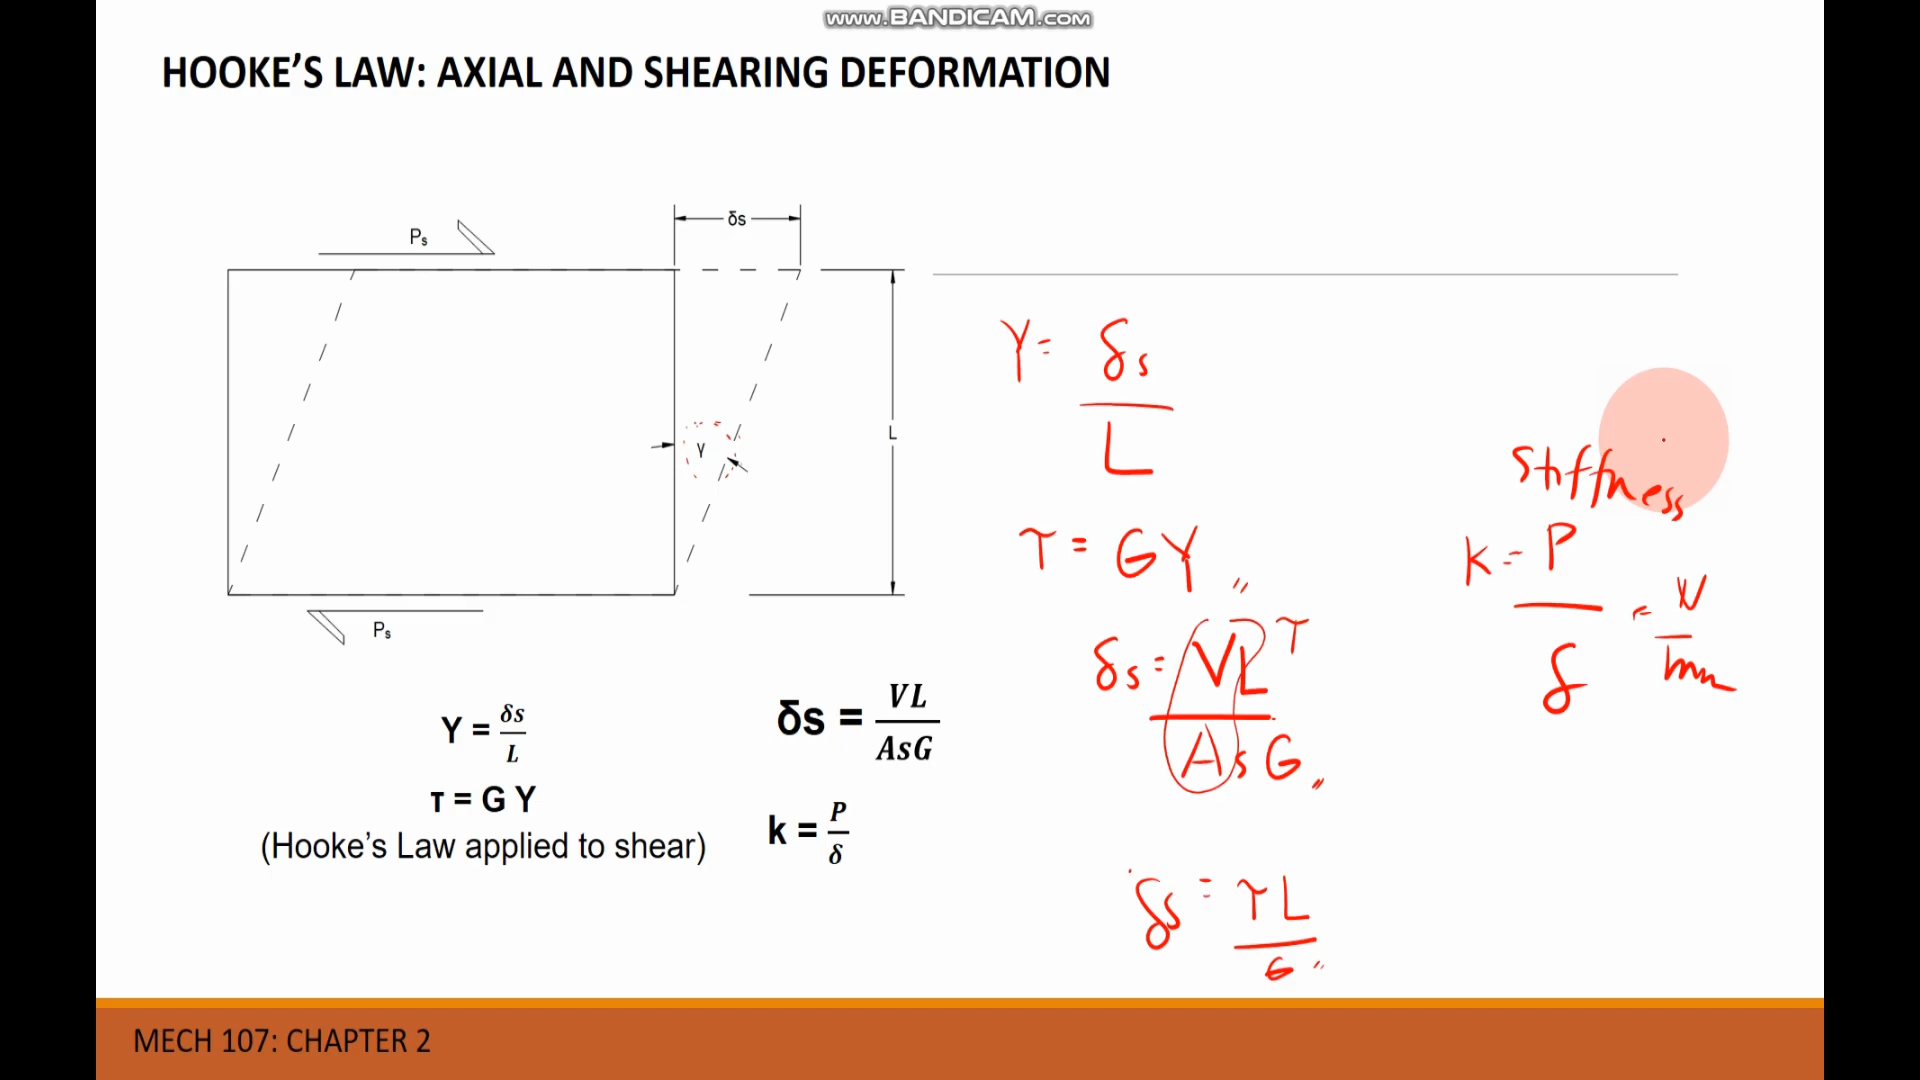 www.BANDICAM.com
HOOKE'S LAW: AXIAL AND SHEARING DEFORMATION
δs
Ps
L
γ
Ps
Y = δs/L
τ = G Y
(Hooke's Law applied to shear)
δs = VL/AsG
k = P/δ
γ = δs/L
τ = Gγ
δs = VL/AsG
τ
δs = τL/G
Stiffness
k = P/δ = N/mm
MECH 107: CHAPTER 2